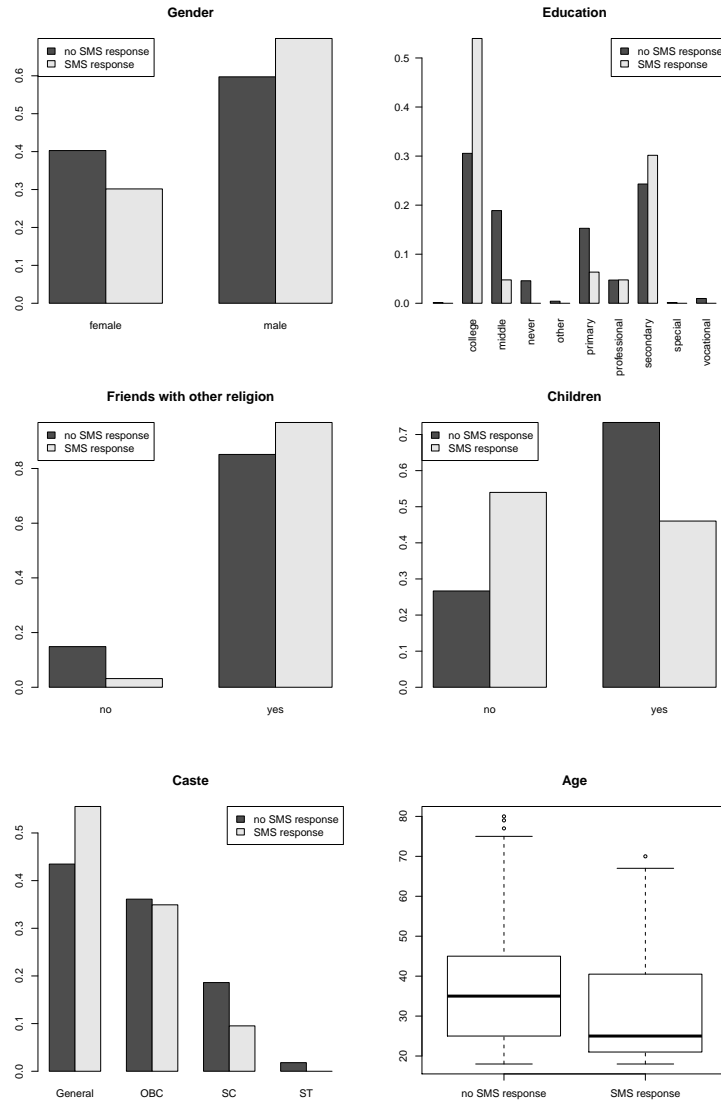 Gender
no SMS response
SMS response
0.0 0.1 0.2 0.3 0.4 0.5 0.6
female male
Education
no SMS response
SMS response
0.0 0.1 0.2 0.3 0.5
college middle never other primary professional secondary special vocational
Friends with other religion
no SMS response
SMS response
0.0 0.2 0.4 0.6 0.8
no yes
Children
no SMS response
SMS response
0.0 0.1 0.2 0.3 0.4 0.5 0.6 0.7
no yes
Caste
no SMS response
SMS response
0.0 0.1 0.2 0.3 0.4 0.5
General OBC SC ST
Age
20 30 40 50 60 70 80
no SMS response SMS response